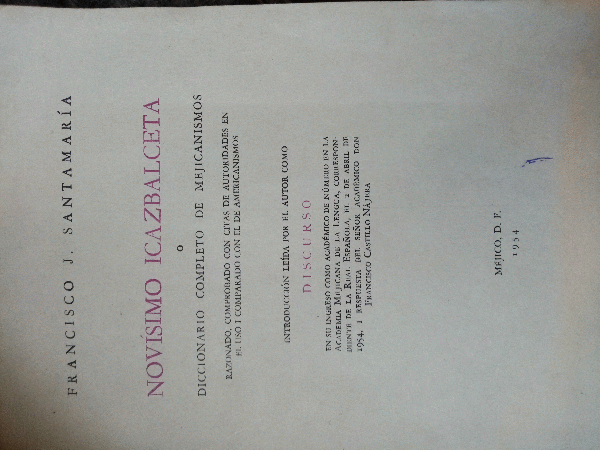 FRANCISCO J. SANTAMARÍA
NOVÍSIMO ICAZBALCETA
O
DICCIONARIO COMPLETO DE MEJICANISMOS
RAZONADO, COMPROBADO CON CITAS DE AUTORIDADES EN
EL USO I COMPARADO CON EL DE AMERICANISMOS
INTRODUCCIÓN LEÍDA POR EL AUTOR COMO
DISCURSO
EN SU INGRESO COMO ACADÉMICO DE NÚMERO EN LA
ACADEMIA MEJICANA DE LA LENGUA, CORRESPON-
DIENTE DE LA REAL ESPAÑOLA, EL 2 DE ABRIL DE
1954, I RESPUESTA DEL SEÑOR ACADÉMICO DON
FRANCISCO CASTILLO NÁJERA
MÉJICO, D. F.
1954